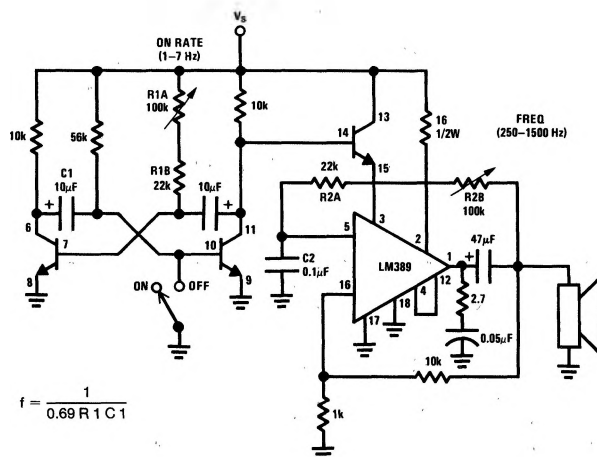 Vs
ON RATE
(1–7 Hz)
R1A
100k
10k
13
14
15
16
1/2W
FREQ
(250–1500 Hz)
10k
56k
C1
10μF
R1B
22k
10μF
22k
R2A
R2B
100k
6
7
8
11
10
9
ON
OFF
5
3
2
1
LM389
16
17
18
4
12
C2
0.1μF
47μF
2.7
0.05μF
10k
1k
f = 1 / 0.69 R 1 C 1